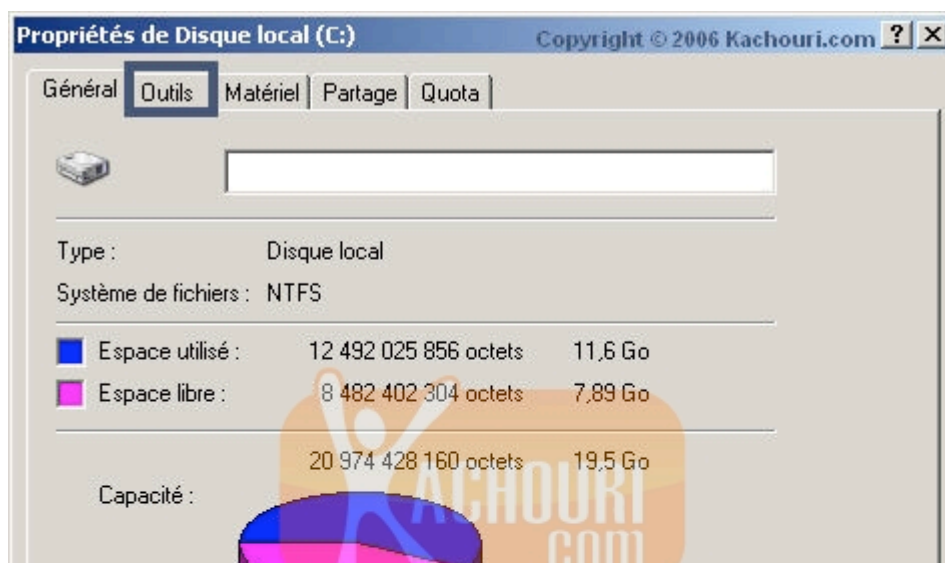 Propriétés de Disque local (C:) Copyright © 2006 Kachouri.com
Général Outils Matériel Partage Quota
Type : Disque local
Système de fichiers : NTFS
Espace utilisé : 12 492 025 856 octets 11,6 Go
Espace libre : 8 482 402 304 octets 7,89 Go
20 974 428 160 octets 19,5 Go
Capacité :
KACHOURI
COM